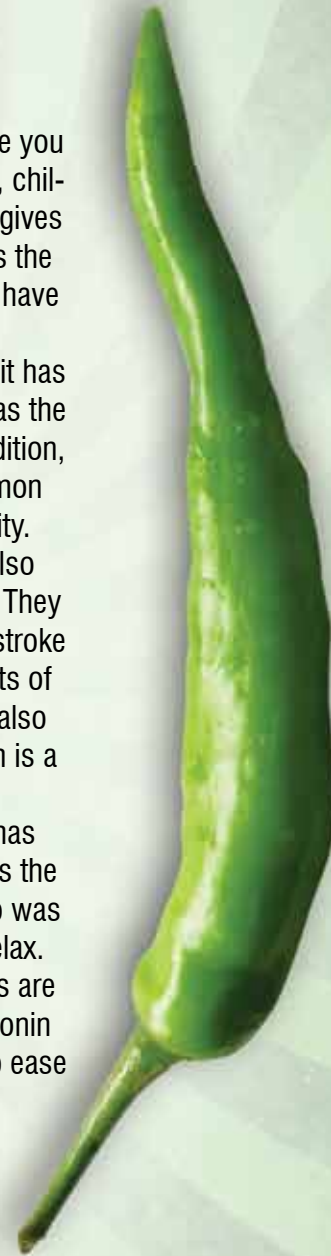 e you
, chil-
gives
s the
have
it has
as the
dition,
mon
ity.
lso
They
stroke
ts of
also
n is a
has
s the
o was
elax.
s are
onin
o ease